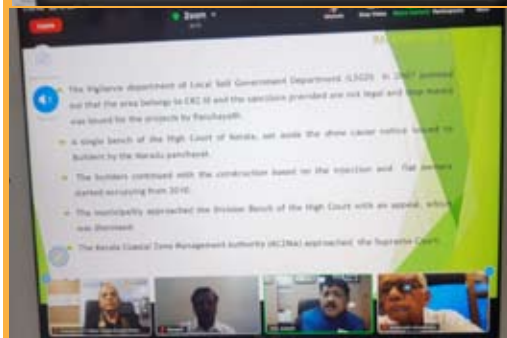 Zoom
The Vigilance department of Local Self Government Department (LSGD) in 2007 pointed
out that the area belongs to CRZ III and the sanctions provided are not legal and stop memo
was issued for the projects by Panchayath.
A single bench of the High Court of Kerala, set aside the show cause notice issued to
builders by the Maradu panchayat.
The builders continued with the construction based on the injuction and flat owners
started occupying from 2010.
The municipality approached the Division Bench of the High Court with an appeal, which
was dismissed.
The Kerala Coastal Zone Management Authority (KCZMA) approached the Supreme Court.